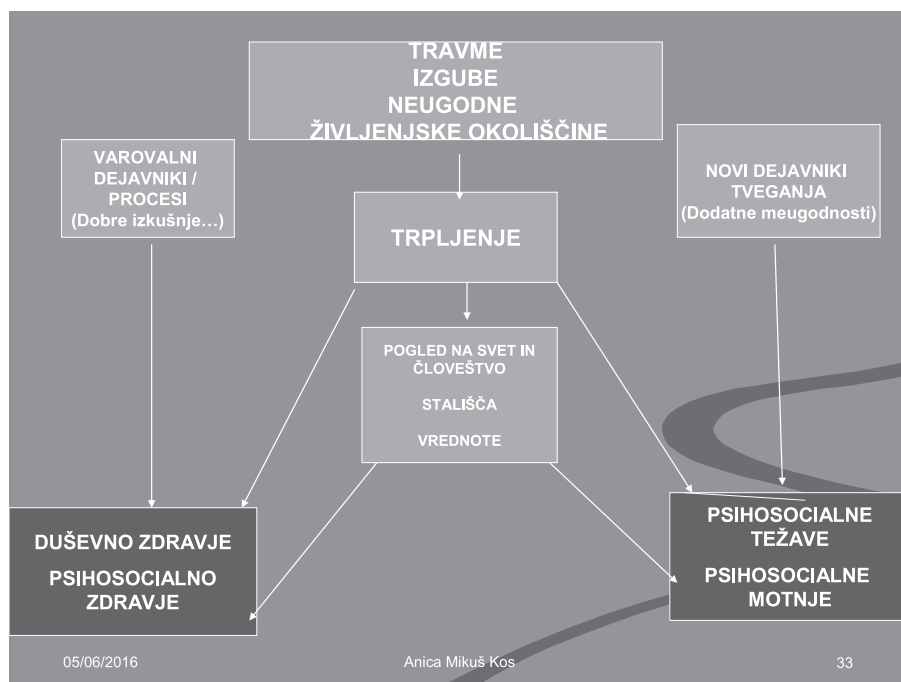 TRAVME
IZGUBE
NEUGODNE
ŽIVLJENJSKE OKOLIŠČINE
VAROVALNI
DEJAVNIKI /
PROCESI
(Dobre izkušnje…)
NOVI DEJAVNIKI
TVEGANJA
(Dodatne meugodnosti)
TRPLJENJE
POGLED NA SVET IN
ČLOVEŠTVO
STALIŠČA
VREDNOTE
DUŠEVNO ZDRAVJE
PSIHOSOCIALNO
ZDRAVJE
PSIHOSOCIALNE
TEŽAVE
PSIHOSOCIALNE
MOTNJE
05/06/2016
Anica Mikuš Kos
33